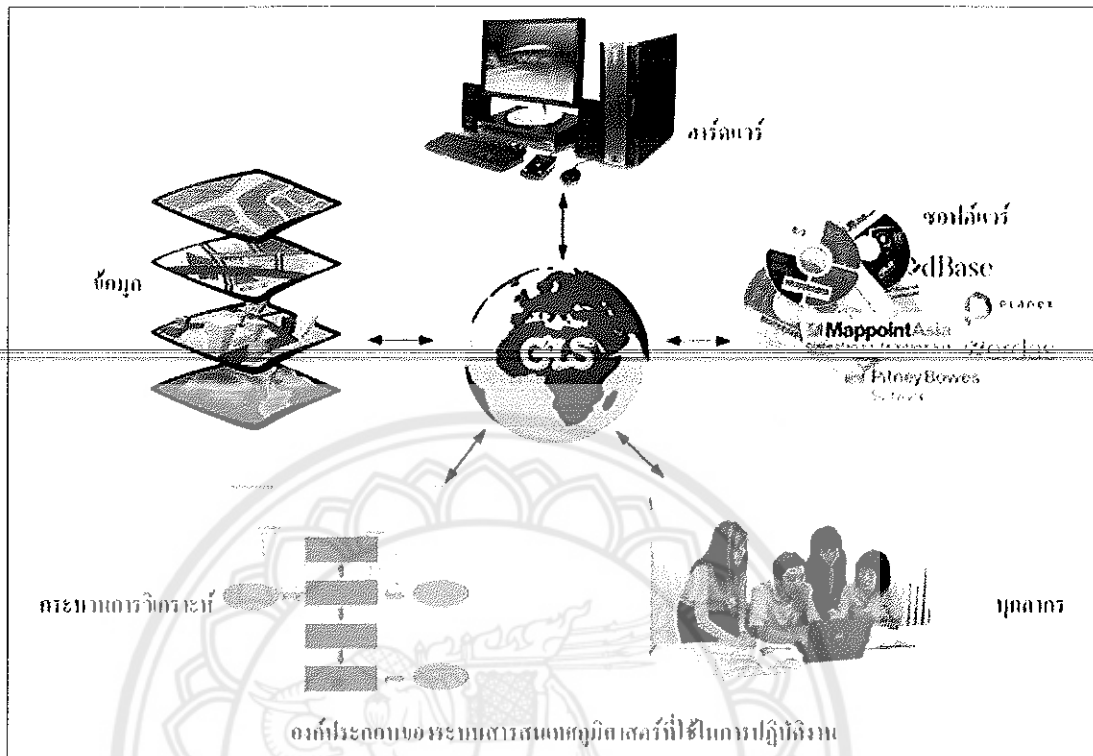 ฮาร์ดแวร์
ซอฟต์แวร์
dBase
ข้อมูล
PLANET
MappointAsia
GIS
PitneyBowes
กระบวนการวิเคราะห์
บุคลากร
องค์ประกอบของระบบสารสนเทศภูมิศาสตร์ที่ใช้ในการปฏิบัติงาน